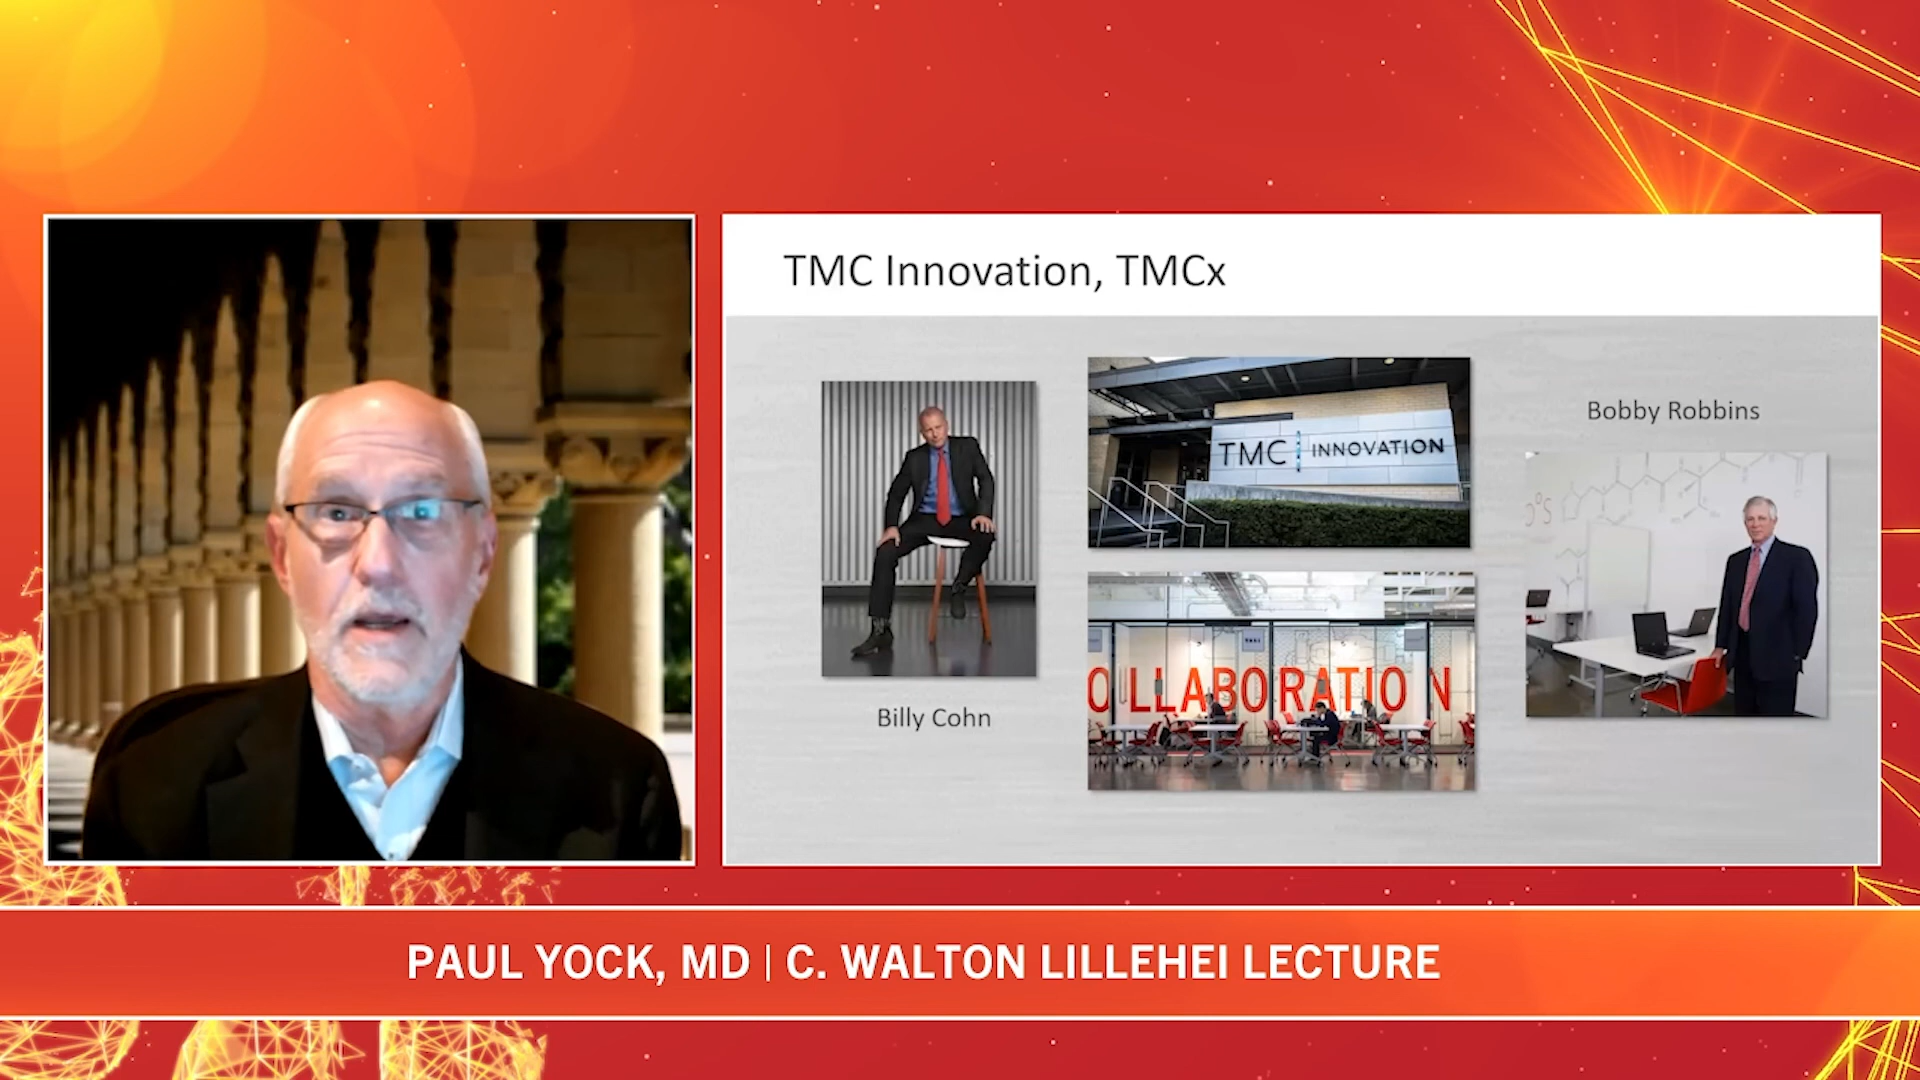 TMC Innovation, TMCx
TMC | INNOVATION
Bobby Robbins
OLLABORATION
Billy Cohn
PAUL YOCK, MD | C. WALTON LILLEHEI LECTURE